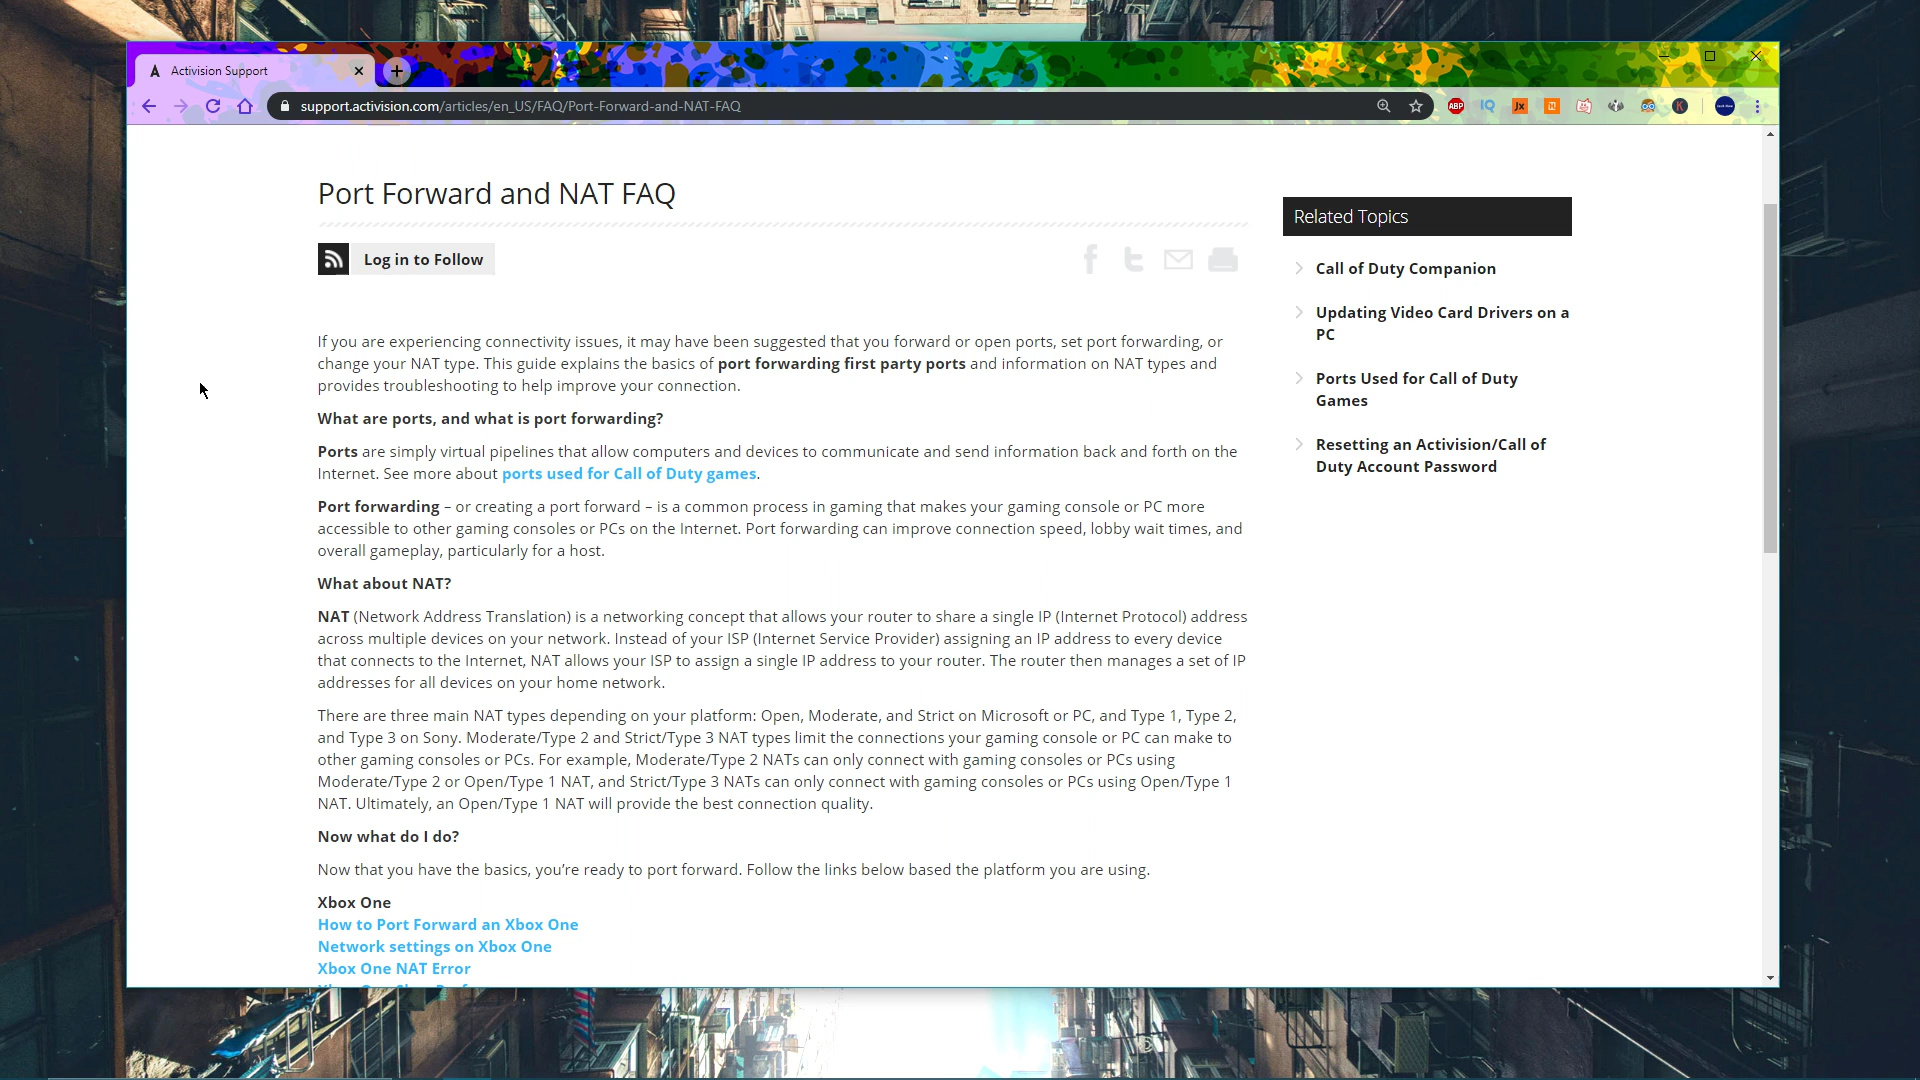 Activision Support
support.activision.com/articles/en_US/FAQ/Port-Forward-and-NAT-FAQ
ABP
IQ
Jx
K
Port Forward and NAT FAQ
Log in to Follow
If you are experiencing connectivity issues, it may have been suggested that you forward or open ports, set port forwarding, or
change your NAT type. This guide explains the basics of port forwarding first party ports and information on NAT types and
provides troubleshooting to help improve your connection.
What are ports, and what is port forwarding?
Ports are simply virtual pipelines that allow computers and devices to communicate and send information back and forth on the
Internet. See more about ports used for Call of Duty games.
Port forwarding – or creating a port forward – is a common process in gaming that makes your gaming console or PC more
accessible to other gaming consoles or PCs on the Internet. Port forwarding can improve connection speed, lobby wait times, and
overall gameplay, particularly for a host.
What about NAT?
NAT (Network Address Translation) is a networking concept that allows your router to share a single IP (Internet Protocol) address
across multiple devices on your network. Instead of your ISP (Internet Service Provider) assigning an IP address to every device
that connects to the Internet, NAT allows your ISP to assign a single IP address to your router. The router then manages a set of IP
addresses for all devices on your home network.
There are three main NAT types depending on your platform: Open, Moderate, and Strict on Microsoft or PC, and Type 1, Type 2,
and Type 3 on Sony. Moderate/Type 2 and Strict/Type 3 NAT types limit the connections your gaming console or PC can make to
other gaming consoles or PCs. For example, Moderate/Type 2 NATs can only connect with gaming consoles or PCs using
Moderate/Type 2 or Open/Type 1 NAT, and Strict/Type 3 NATs can only connect with gaming consoles or PCs using Open/Type 1
NAT. Ultimately, an Open/Type 1 NAT will provide the best connection quality.
Now what do I do?
Now that you have the basics, you’re ready to port forward. Follow the links below based the platform you are using.
Xbox One
How to Port Forward an Xbox One
Network settings on Xbox One
Xbox One NAT Error
Related Topics
Call of Duty Companion
Updating Video Card Drivers on a
PC
Ports Used for Call of Duty
Games
Resetting an Activision/Call of
Duty Account Password